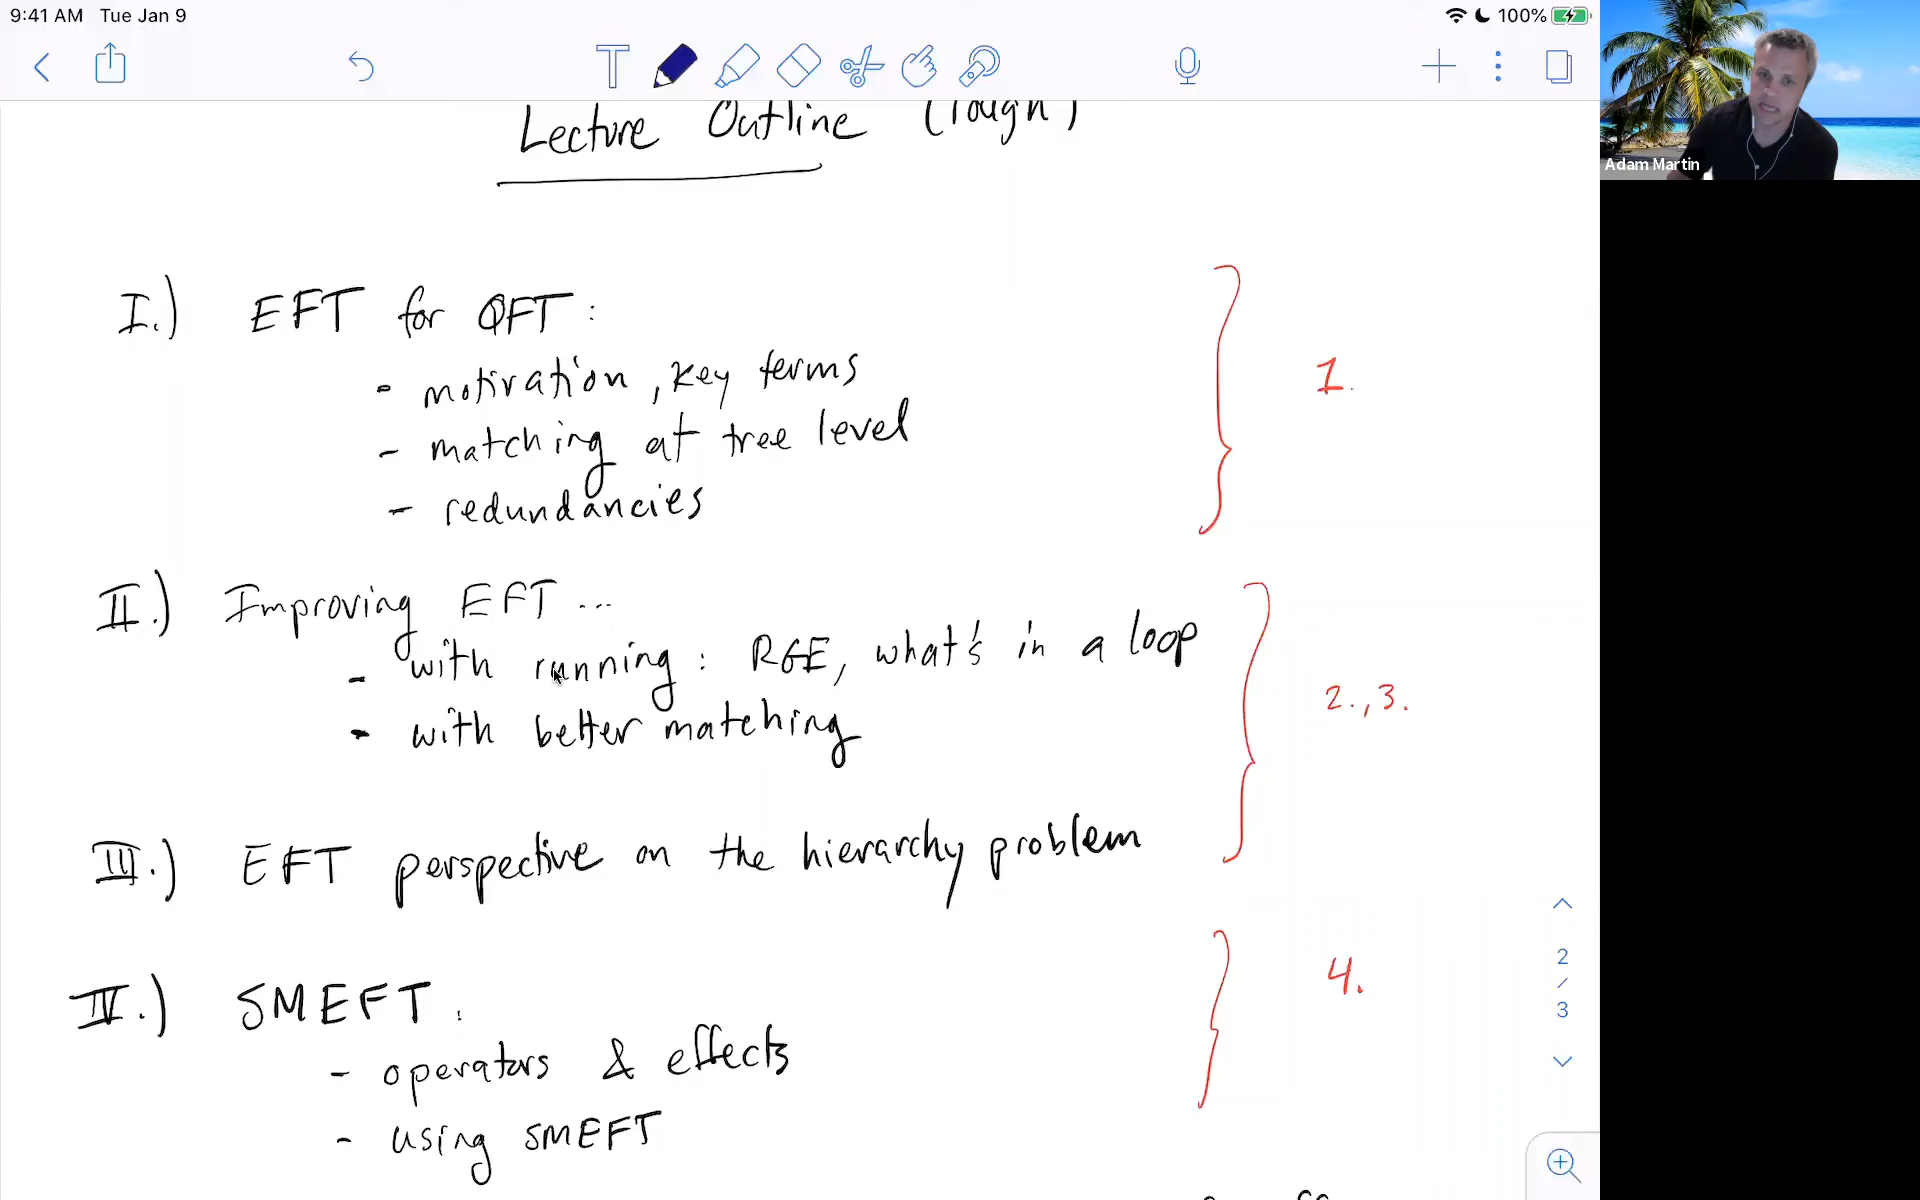 9:41 AM Tue Jan 9
100%
Adam Martin
Lecture Outline (rough)
I.) EFT for QFT:
- motivation, key terms
- matching at tree level
- redundancies
1.
II.) Improving EFT...
- with running: RGE, what's in a loop
- with better matching
2., 3.
III.) EFT perspective on the hierarchy problem
IV.) SMEFT:
- operators & effects
- using SMEFT
4.
2
/
3